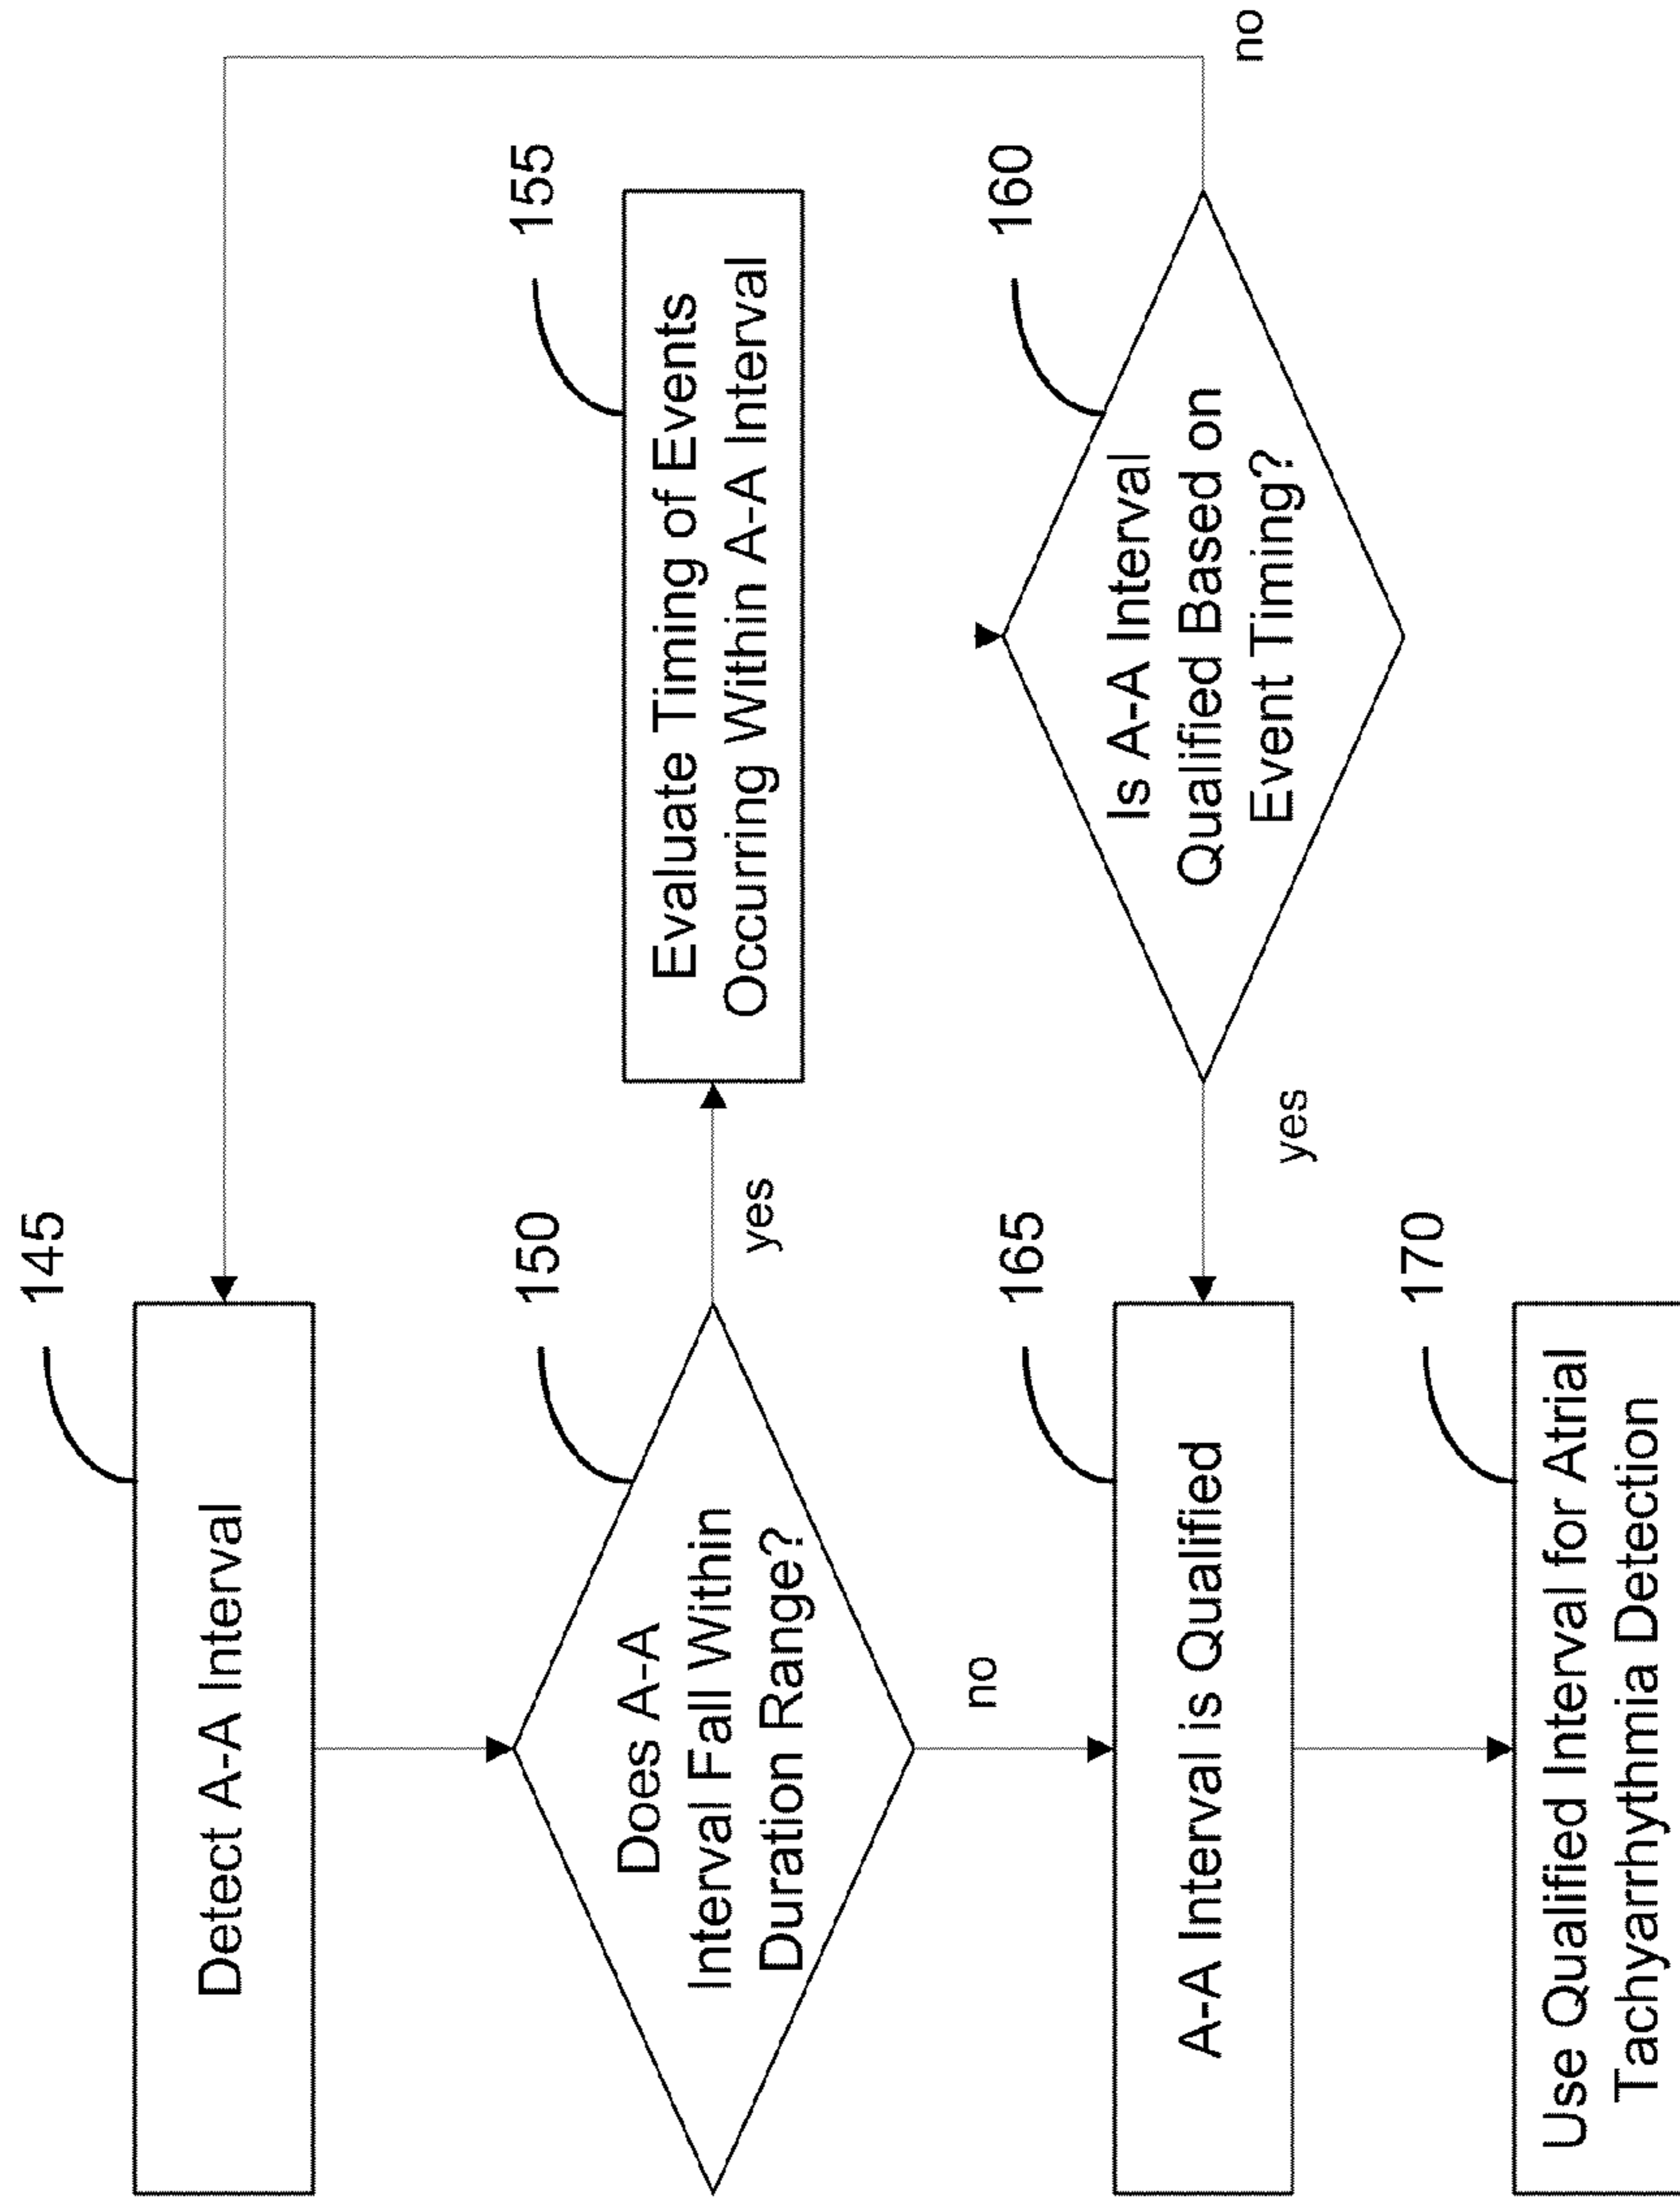 145
Detect A-A Interval
150
Does A-A
Interval Fall Within
Duration Range?
yes
155
Evaluate Timing of Events
Occurring Within A-A Interval
no
160
Is A-A Interval
Qualified Based on
Event Timing?
no
yes
165
A-A Interval is Qualified
170
Use Qualified Interval for Atrial
Tachyarrhythmia Detection